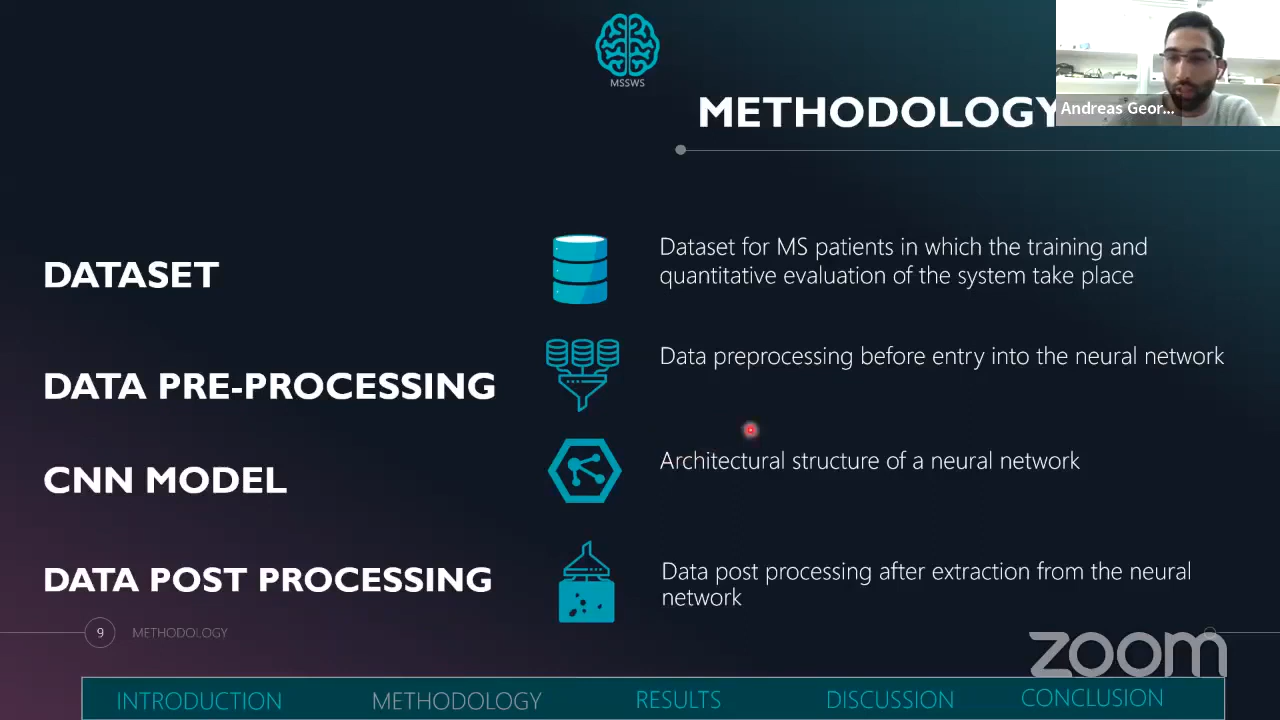 MSSWS
METHODOLOGY
Andreas Geor...
DATASET
Dataset for MS patients in which the training and
quantitative evaluation of the system take place
DATA PRE-PROCESSING
Data preprocessing before entry into the neural network
CNN MODEL
Architectural structure of a neural network
DATA POST PROCESSING
Data post processing after extraction from the neural
network
9
METHODOLOGY
zoom
INTRODUCTION
METHODOLOGY
RESULTS
DISCUSSION
CONCLUSION